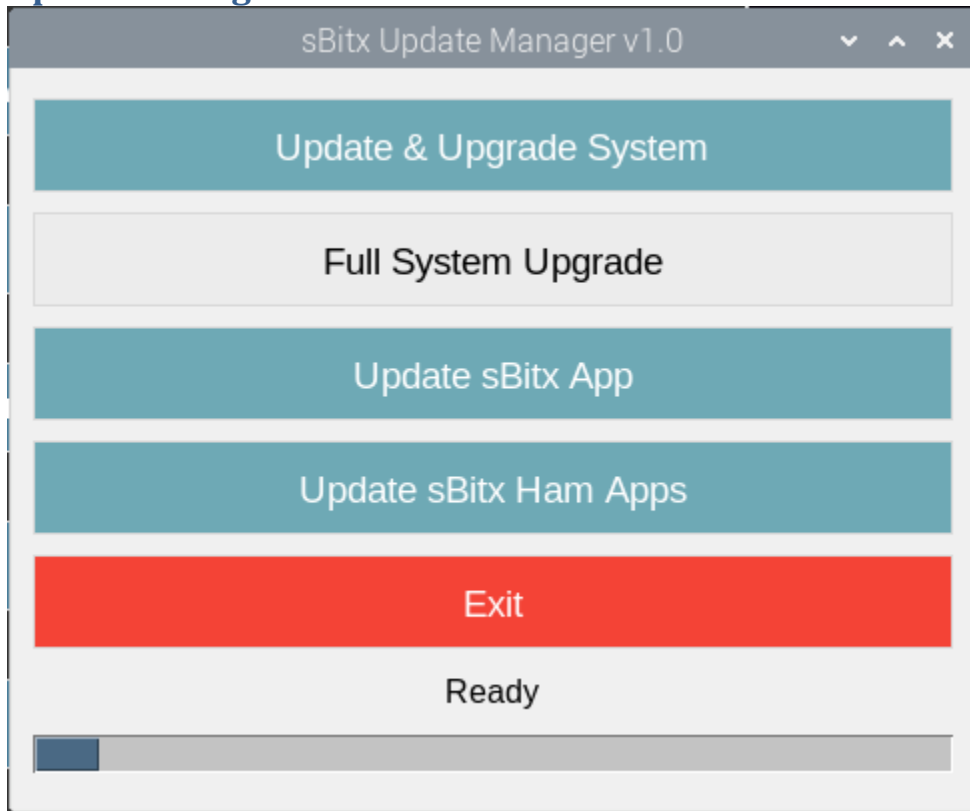 sBitx Update Manager v1.0
Update & Upgrade System
Full System Upgrade
Update sBitx App
Update sBitx Ham Apps
Exit
Ready